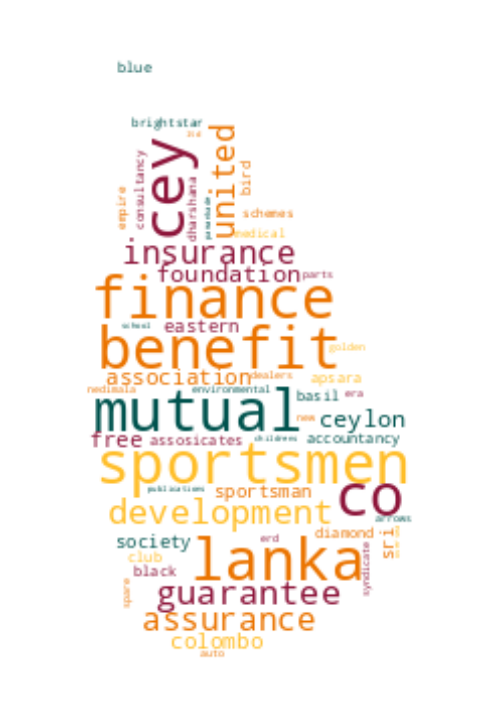 blue
brightstar
ltd
cey
united
consultancy
dharshana
bird
empire
schemes
medical
insurance
foundation
parts
finance
school
eastern
benefit
golden
association
dealers
apsara
nedimala
environmental
basil
era
mutual
new
ceylon
free
assosicates
childrens
accountancy
sportsmen
publications
sportsman
co
development
arrows
society
erd
diamond
sri
club
lanka
syndicate
black
spare
guarantee
assurance
colombo
auto